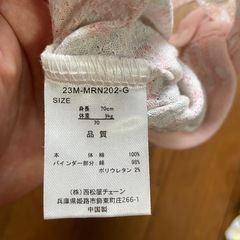 23M-MRN202-G
SIZE
身長 70cm
体重 9kg
70
品質
本体 綿 100%
バインダー部分 綿 98%
ポリウレタン 2%
(株)西松屋チェーン
兵庫県姫路市飾東町庄266-1
中国製